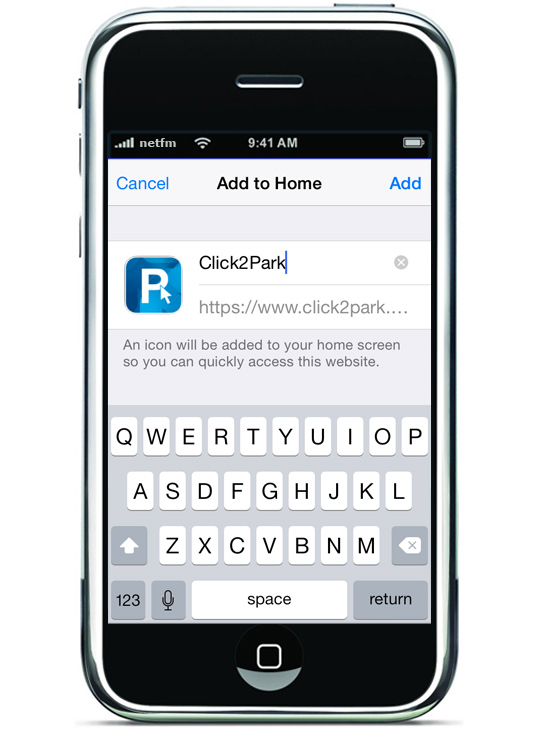 netfm 9:41 AM
Cancel Add to Home Add
P
Click2Park
https://www.click2park....
An icon will be added to your home screen
so you can quickly access this website.
Q W E R T Y U I O P
A S D F G H J K L
Z X C V B N M
123 space return